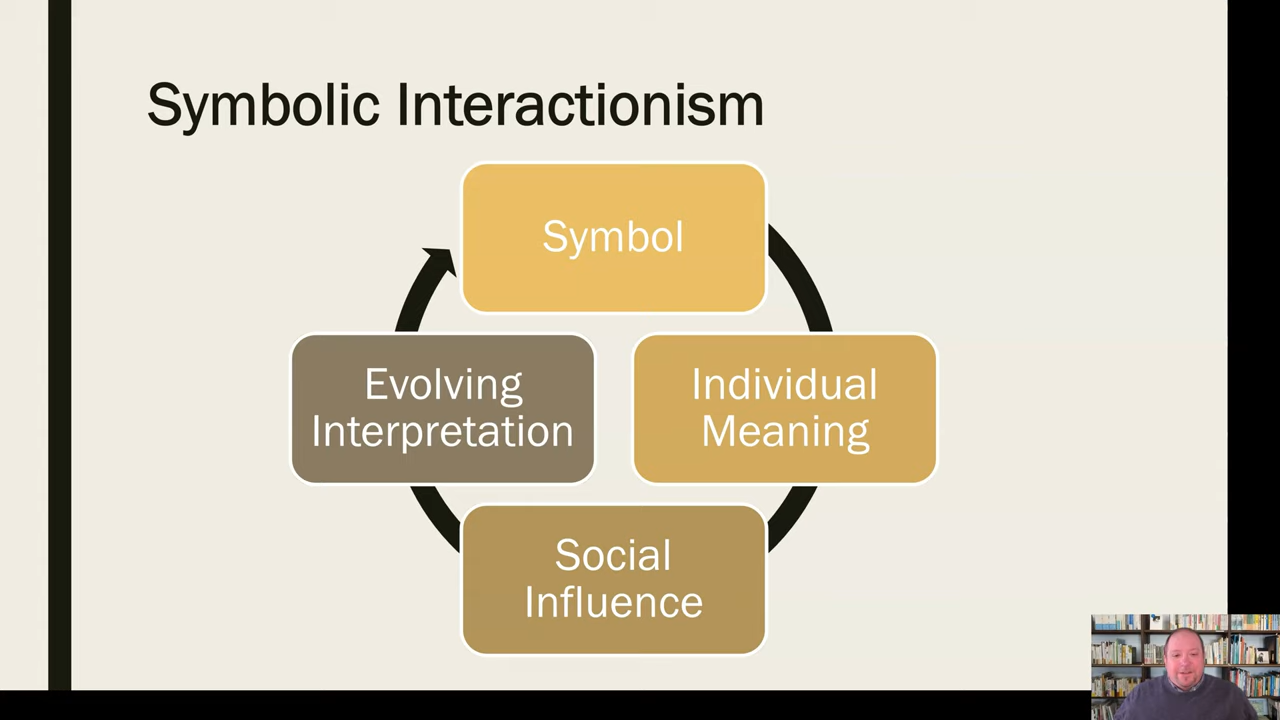 Symbolic Interactionism
Symbol
Individual
Meaning
Social
Influence
Evolving
Interpretation